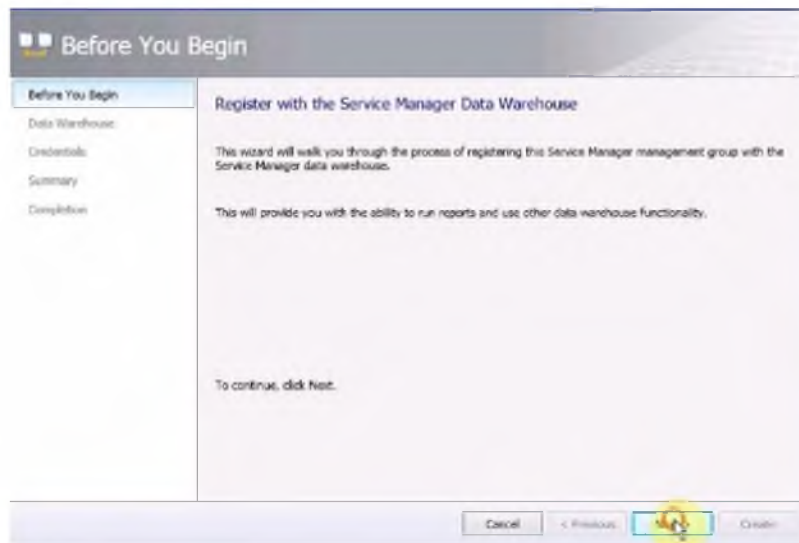 Before You Begin
Before You Begin
Data Warehouse
Credentials
Summary
Completion
Register with the Service Manager Data Warehouse
This wizard will walk you through the process of registering this Service Manager management group with the
Service Manager data warehouse.
This will provide you with the ability to run reports and use other data warehouse functionality.
To continue, click Next.
Cancel
< Previous
Create